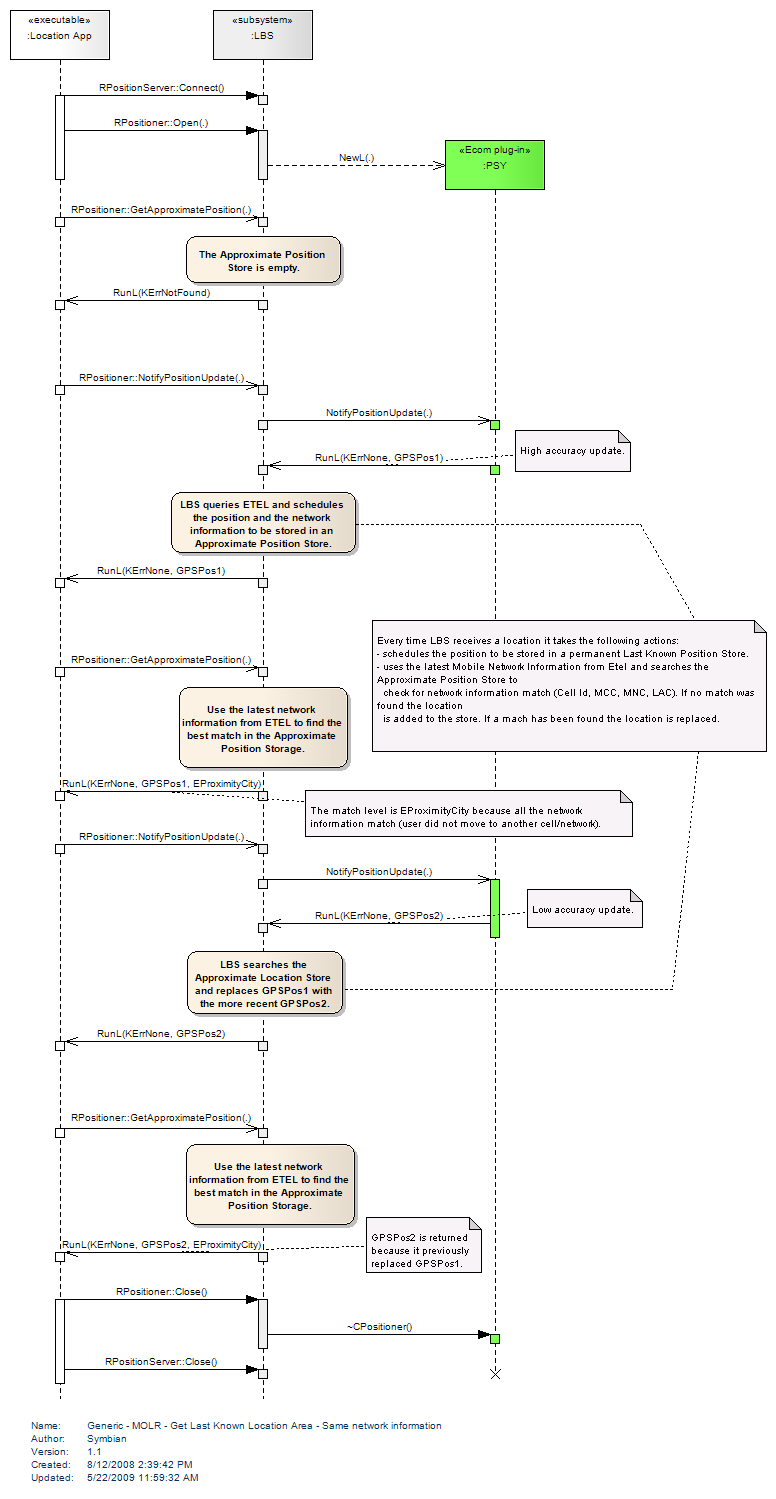 «executable»
:Location App
«subsystem»
:LBS
RPostionServer::Connect()
RPositioner::Open(.)
NewL(.)
«Ecom plug-in»
:PSY
RPositioner::GetApproximatePosition(.)
The Approximate Position
Store is empty.
RunL(KErrNotFound)
RPositioner::NotifyPositionUpdate(.)
NotifyPositionUpdate(.)
High accuracy update.
RunL(KErrNone, GPSPos1)
LBS queries ETEL and schedules
the position and the network
information to be stored in an
Approximate Position Store.
RunL(KErrNone, GPSPos1)
Every time LBS receives a location it takes the following actions:
- schedules the position to be stored in a permanent Last Known Position Store.
- uses the latest Mobile Network Information from Etel and searches the
Approximate Position Store to
check for network information match (Cell Id, MCC, MNC, LAC). If no match was
found the location
is added to the store. If a mach has been found the location is replaced.
RPositioner::GetApproximatePosition(.)
Use the latest network
information from ETEL to find the
best match in the Approximate
Position Storage.
RunL(KErrNone, GPSPos1, EProximityCity)
The match level is EProximityCity because all the network
information match (user did not move to another cell/network).
RPositioner::NotifyPositionUpdate(.)
NotifyPositionUpdate(.)
Low accuracy update.
RunL(KErrNone, GPSPos2)
LBS searches the
Approximate Location Store
and replaces GPSPos1 with
the more recent GPSPos2.
RunL(KErrNone, GPSPos2)
RPositioner::GetApproximatePosition(.)
Use the latest network
information from ETEL to find the
best match in the Approximate
Position Storage.
RunL(KErrNone, GPSPos2, EProximityCity)
GPSPos2 is returned
because it previously
replaced GPSPos1.
RPositioner::Close()
~CPositioner()
RPositionServer::Close()
Name: Generic - MOLR - Get Last Known Location Area - Same network information
Author: Symbian
Version: 1.1
Created: 8/12/2008 2:39:42 PM
Updated: 5/22/2009 11:59:32 AM